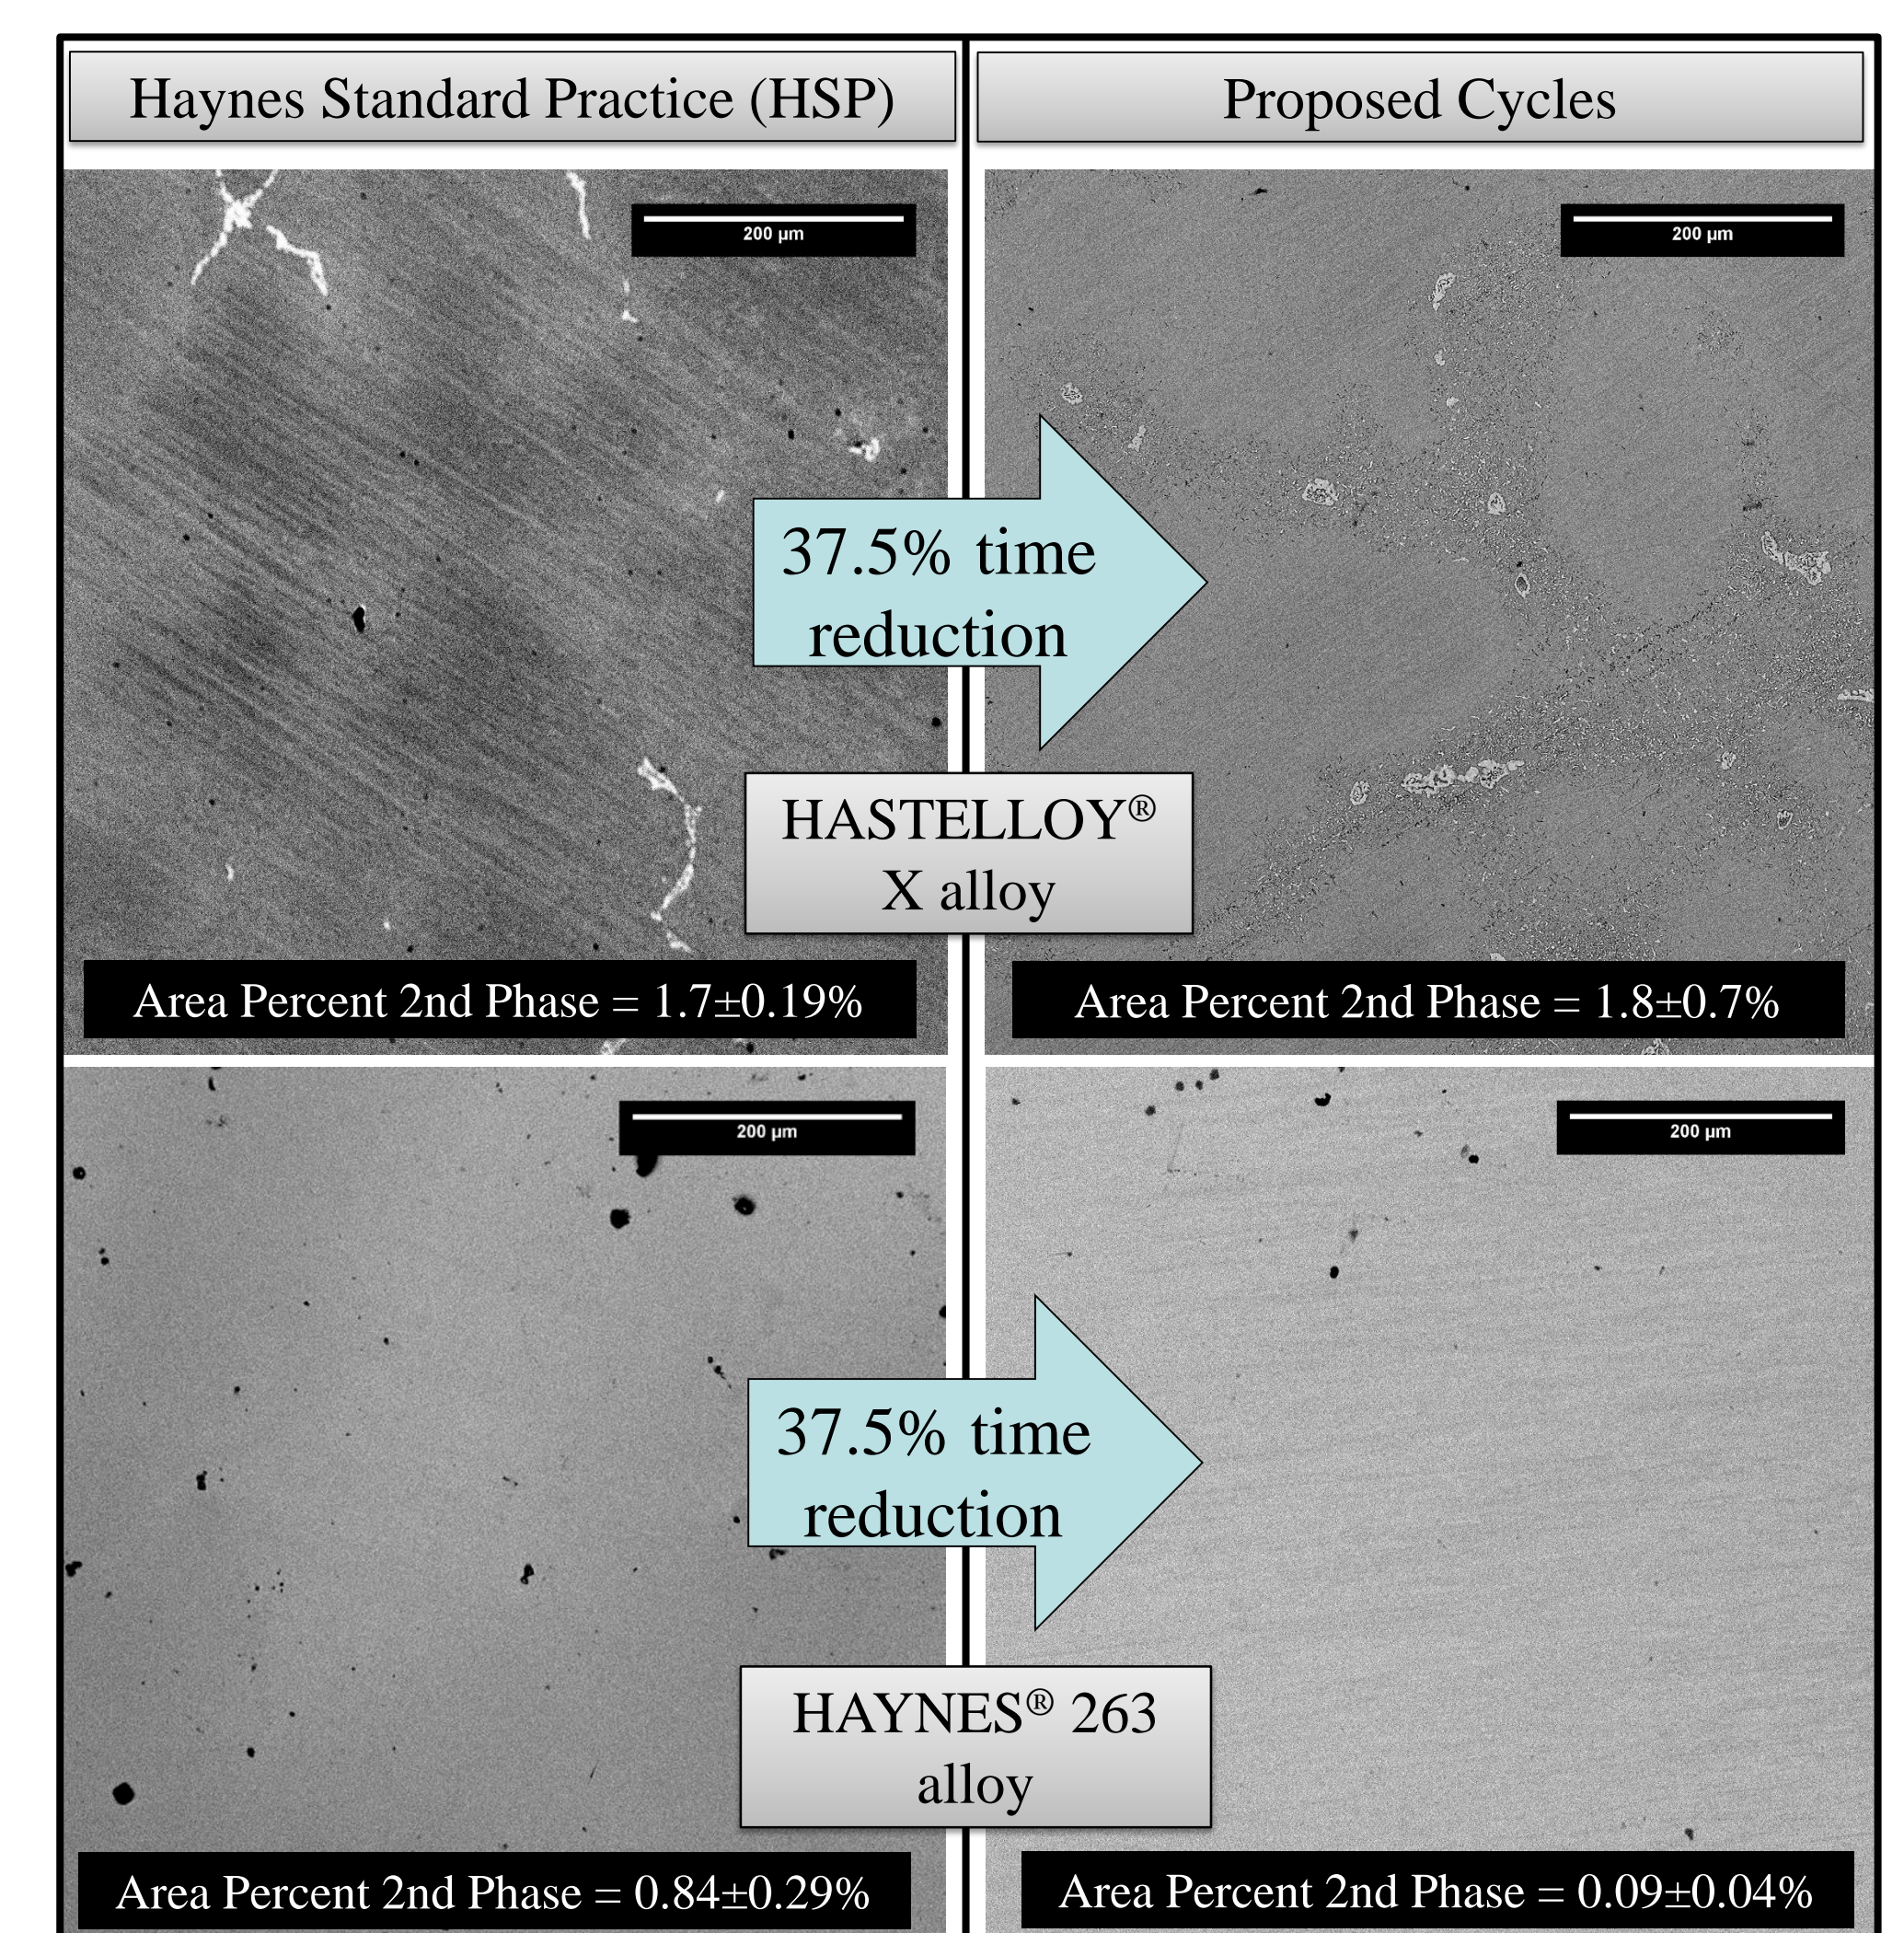 Haynes Standard Practice (HSP)
Proposed Cycles
200 µm
200 µm
37.5% time
reduction
HASTELLOY®
X alloy
Area Percent 2nd Phase = 1.7±0.19%
Area Percent 2nd Phase = 1.8±0.7%
200 µm
200 µm
37.5% time
reduction
HAYNES® 263
alloy
Area Percent 2nd Phase = 0.84±0.29%
Area Percent 2nd Phase = 0.09±0.04%